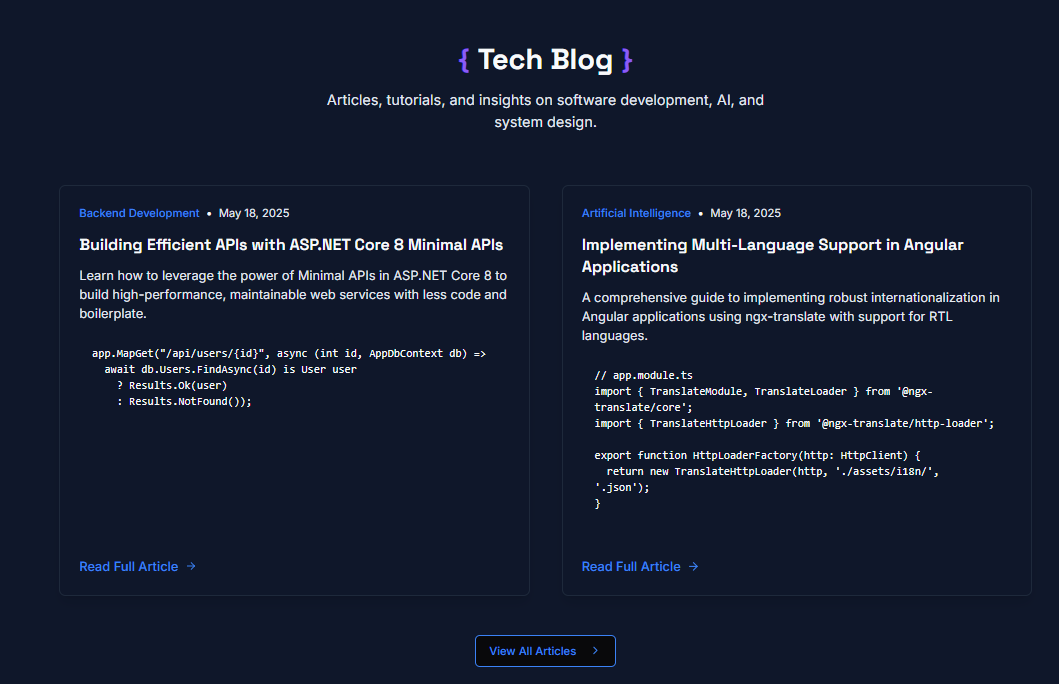 { Tech Blog }
Articles, tutorials, and insights on software development, AI, and
system design.
Backend Development • May 18, 2025
Building Efficient APIs with ASP.NET Core 8 Minimal APIs
Learn how to leverage the power of Minimal APIs in ASP.NET Core 8 to
build high-performance, maintainable web services with less code and
boilerplate.
app.MapGet("/api/users/{id}", async (int id, AppDbContext db) =>
  await db.Users.FindAsync(id) is User user
    ? Results.Ok(user)
    : Results.NotFound());
Read Full Article →
Artificial Intelligence • May 18, 2025
Implementing Multi-Language Support in Angular
Applications
A comprehensive guide to implementing robust internationalization in
Angular applications using ngx-translate with support for RTL
languages.
// app.module.ts
import { TranslateModule, TranslateLoader } from '@ngx-
translate/core';
import { TranslateHttpLoader } from '@ngx-translate/http-loader';

export function HttpLoaderFactory(http: HttpClient) {
  return new TranslateHttpLoader(http, './assets/i18n/',
'.json');
}
Read Full Article →
View All Articles >